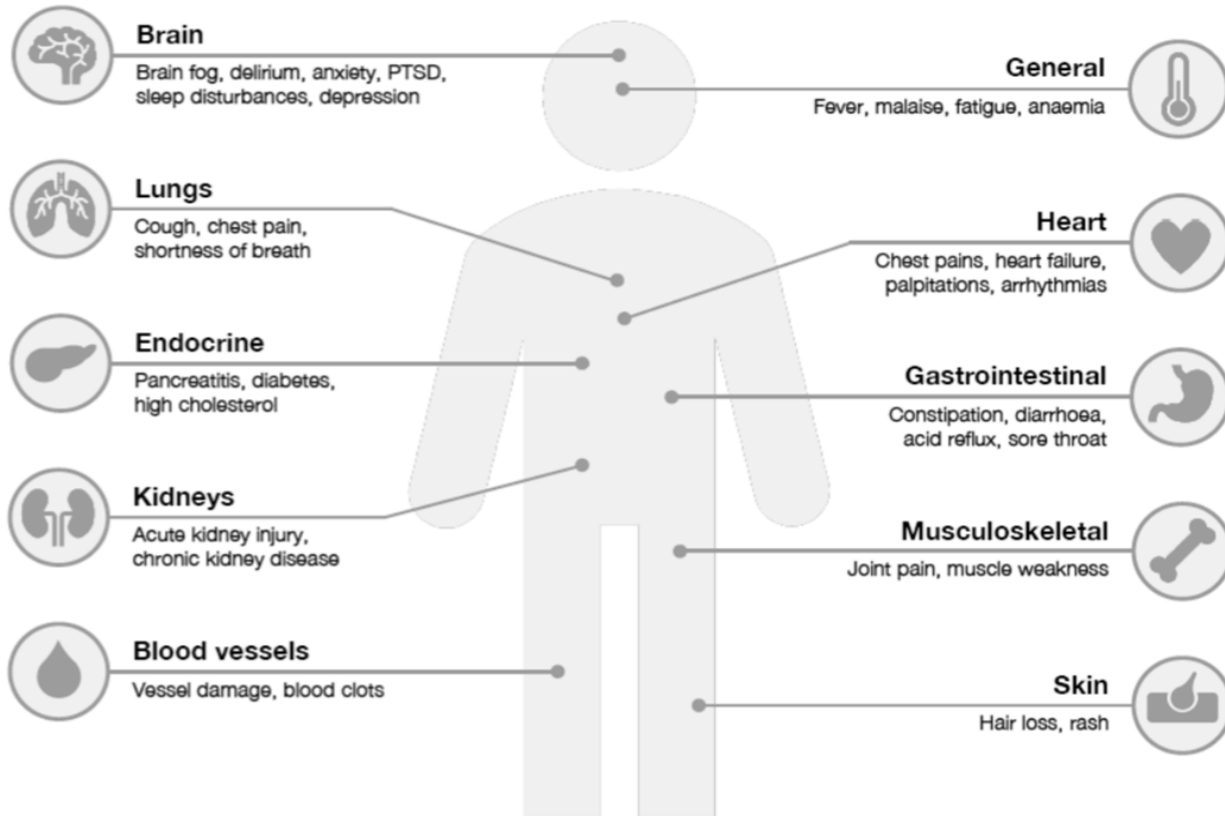 Brain
Brain fog, delirium, anxiety, PTSD,
sleep disturbances, depression
Lungs
Cough, chest pain,
shortness of breath
Endocrine
Pancreatitis, diabetes,
high cholesterol
Kidneys
Acute kidney injury,
chronic kidney disease
Blood vessels
Vessel damage, blood clots
General
Fever, malaise, fatigue, anaemia
Heart
Chest pains, heart failure,
palpitations, arrhythmias
Gastrointestinal
Constipation, diarrhoea,
acid reflux, sore throat
Musculoskeletal
Joint pain, muscle weakness
Skin
Hair loss, rash